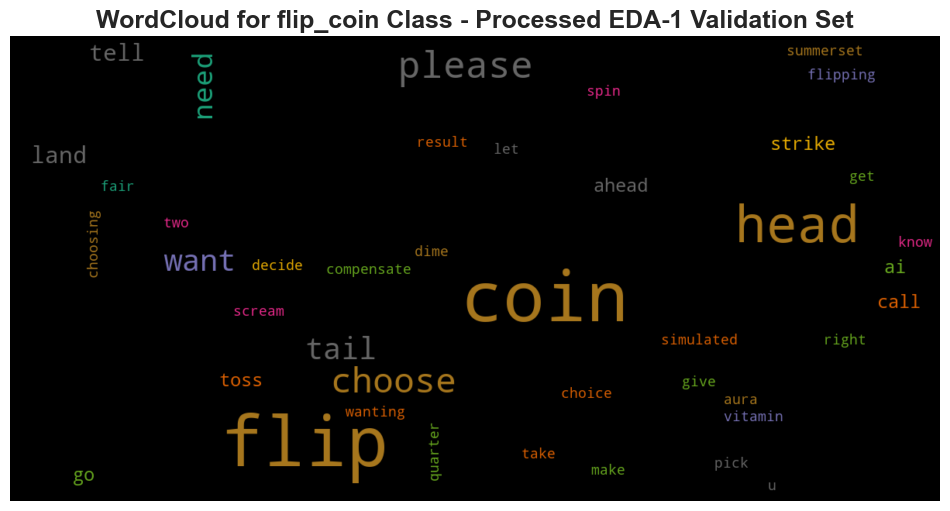 WordCloud for flip_coin Class - Processed EDA-1 Validation Set
tell
need
please
summerset
flipping
spin
result
let
strike
land
fair
ahead
get
choosing
two
head
know
want
decide
compensate
dime
ai
coin
call
scream
tail
simulated
right
toss
choose
choice
give
wanting
aura
vitamin
flip
quarter
take
make
pick
go
u